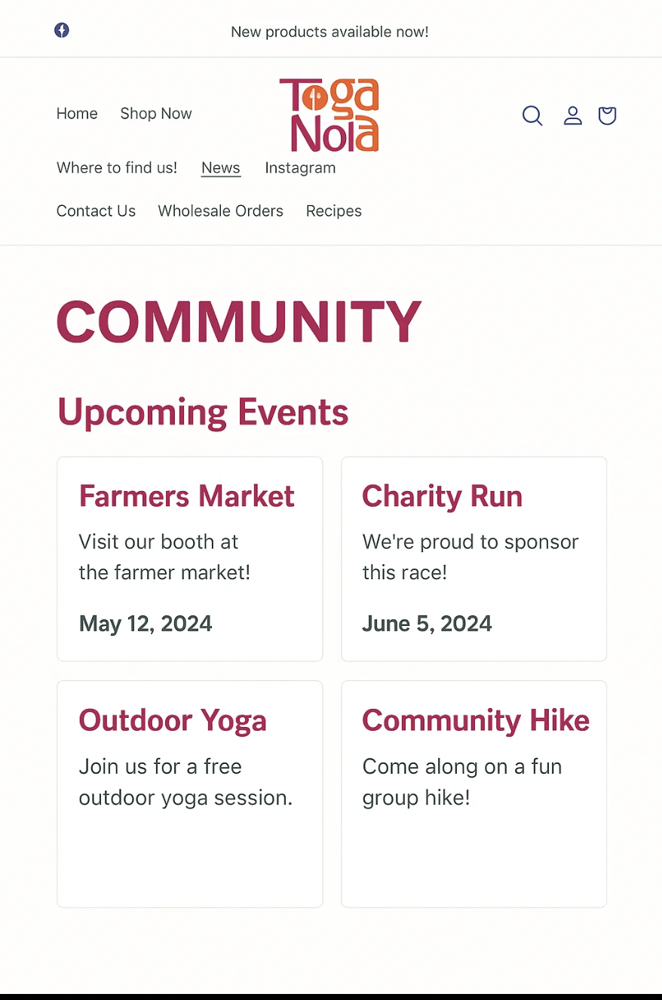 New products available now!
Toga
Nola
Home Shop Now
Where to find us! News Instagram
Contact Us Wholesale Orders Recipes
COMMUNITY
Upcoming Events
Farmers Market
Visit our booth at
the farmer market!
May 12, 2024
Charity Run
We're proud to sponsor
this race!
June 5, 2024
Outdoor Yoga
Join us for a free
outdoor yoga session.
Community Hike
Come along on a fun
group hike!